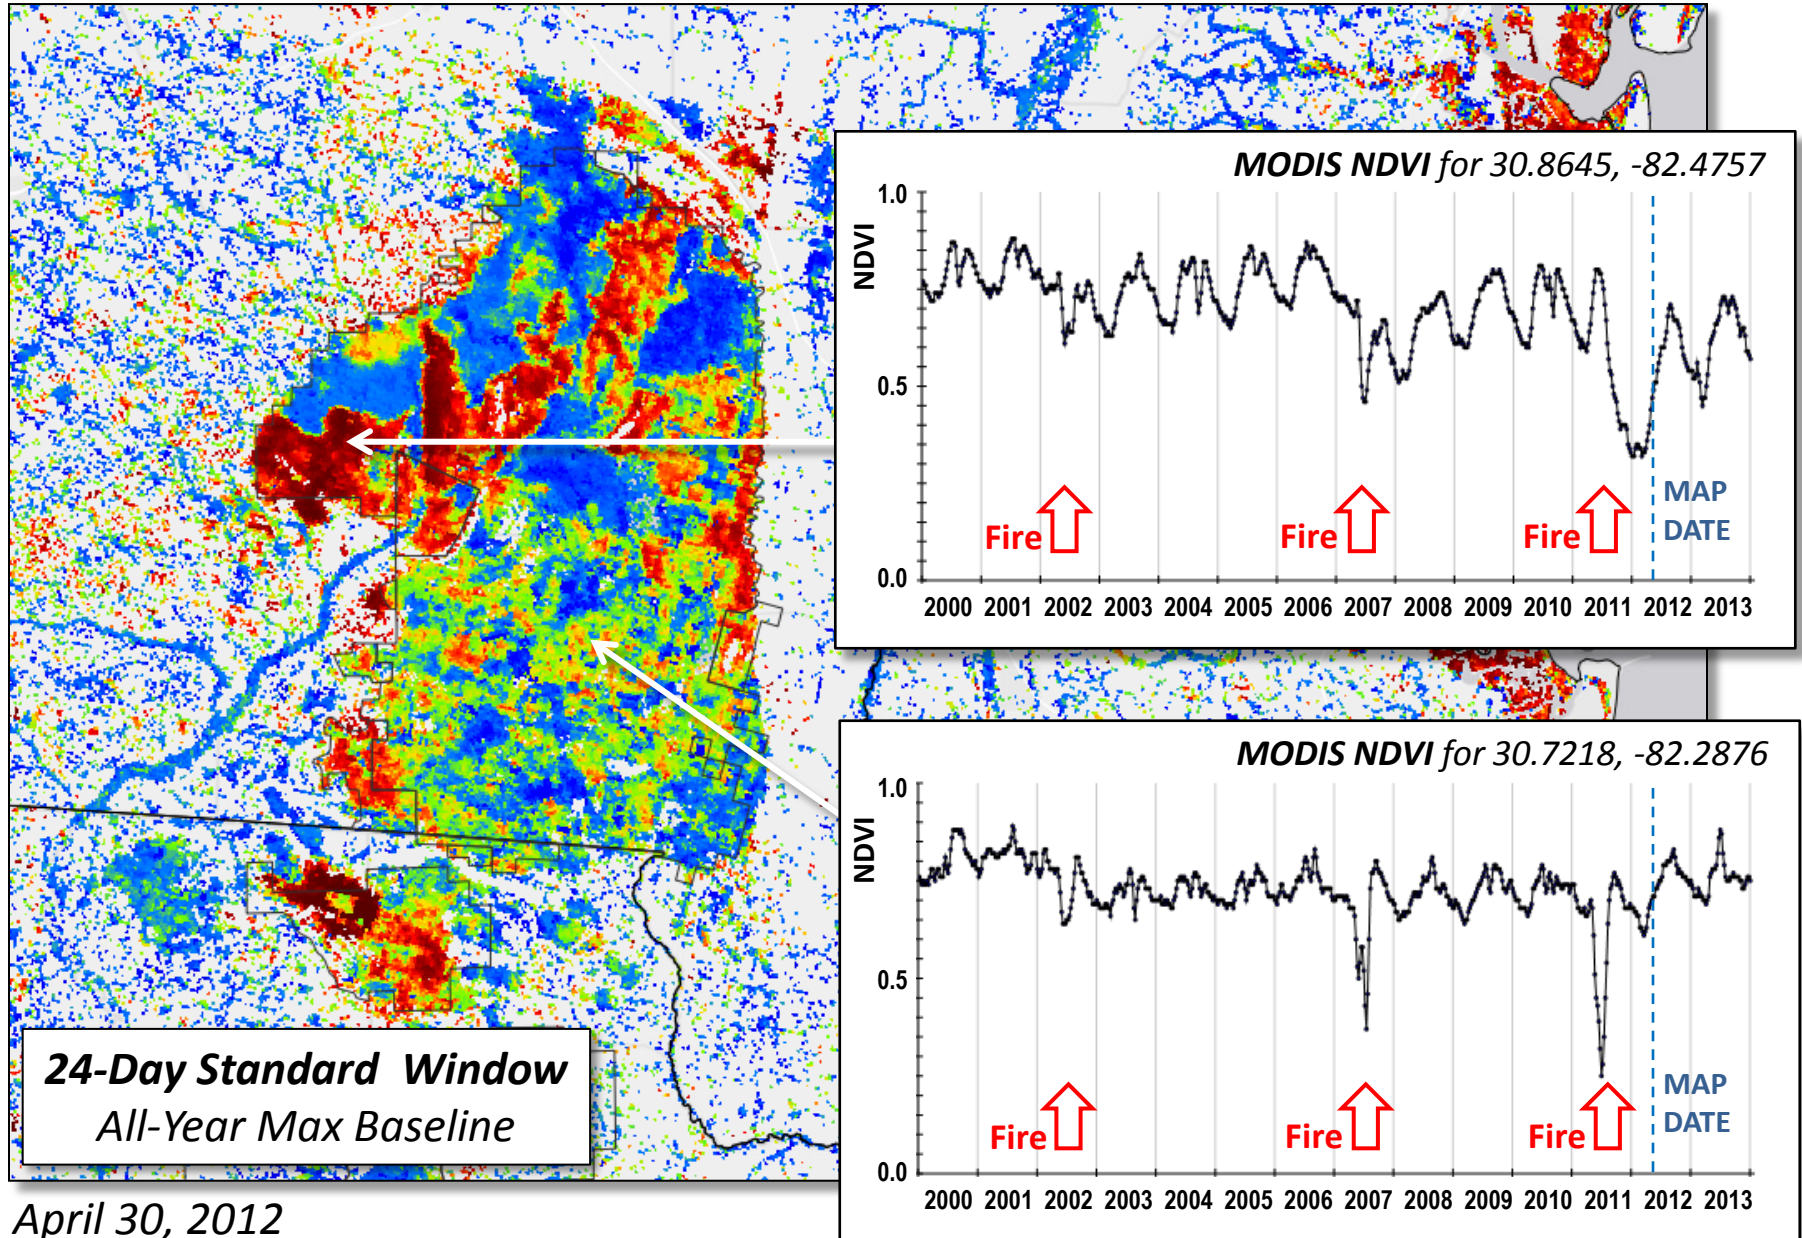 MODIS NDVI for 30.8645, -82.4757
1.0
NDVI
0.5
MAP
DATE
Fire Fire Fire
0.0
2000 2001 2002 2003 2004 2005 2006 2007 2008 2009 2010 2011 2012 2013
MODIS NDVI for 30.7218, -82.2876
1.0
NDVI
0.5
MAP
DATE
Fire Fire Fire
0.0
2000 2001 2002 2003 2004 2005 2006 2007 2008 2009 2010 2011 2012 2013
24-Day Standard Window
All-Year Max Baseline
April 30, 2012